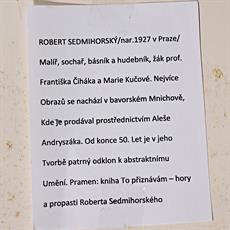 ROBERT SEDMIHORSKÝ/nar.1927 v Praze/
Malíř, sochař, básník a hudebník, žák prof.
Františka Čiháka a Marie Kučové. Nejvíce
Obrazů se nachází v bavorském Mnichově,
Kde je prodával prostřednictvím Aleše
Andryszáka. Od konce 50. Let je v jeho
Tvorbě patrný odklon k abstraktnímu
Umění. Pramen: kniha To přiznávám – hory
a propasti Roberta Sedmihorského